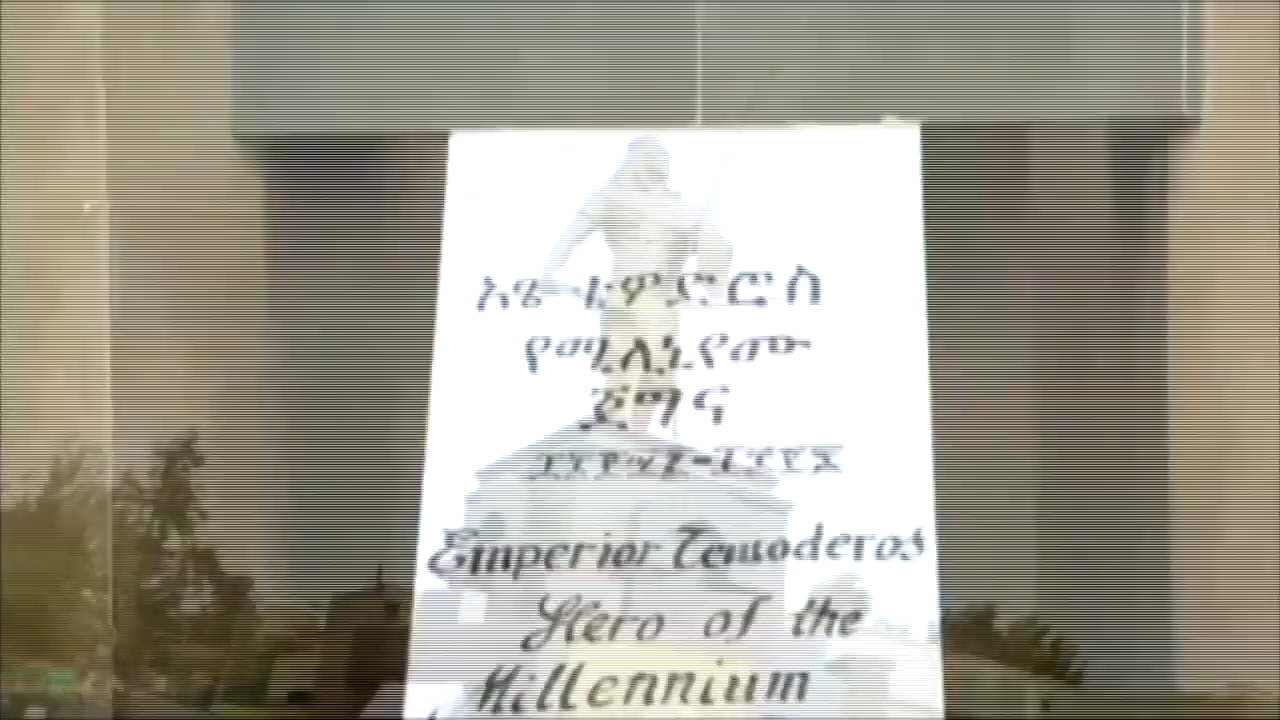 አፄ ቴዎድሮስ
የሚሊኒየሙ
ጀግና
Emperior Tewoderos
Hero of the
Millennium